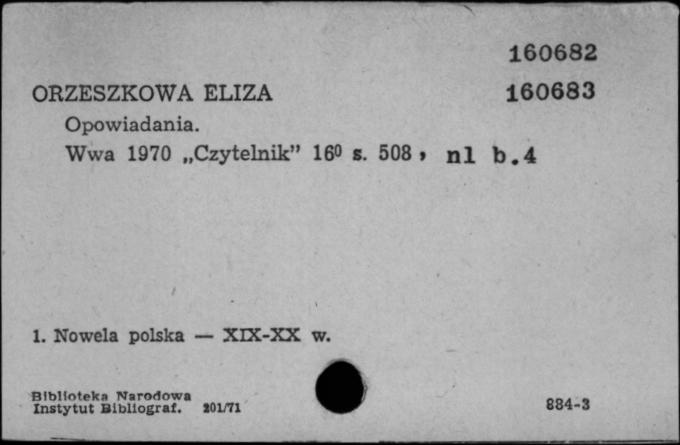 160682
ORZESZKOWA ELIZA 160683
Opowiadania.
Wwa 1970 „Czytelnik” 16⁰ s. 508, nl b.4
1. Nowela polska — XIX-XX w.
Biblioteka Narodowa
Instytut Bibliograf. 201/71 884-3